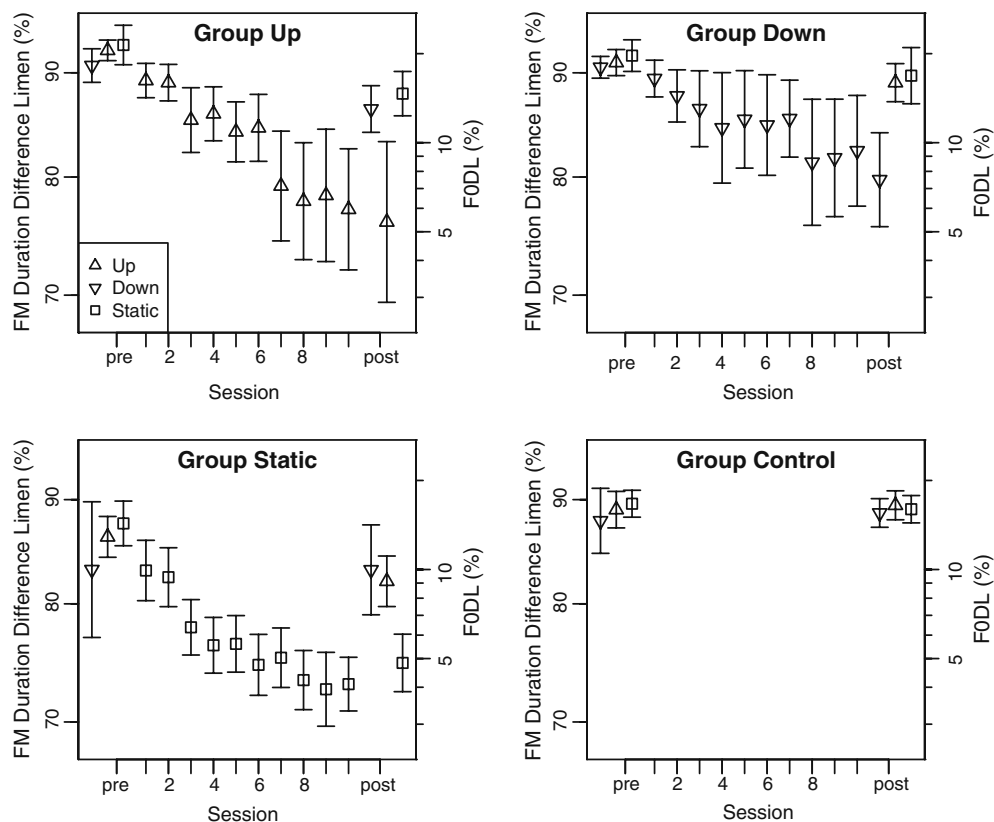 Group Up
FM Duration Difference Limen (%)
90
80
70
10
5
F0DL (%)
Up
Down
Static
pre
2
4
6
8
post
Session
Group Down
FM Duration Difference Limen (%)
90
80
70
10
5
F0DL (%)
pre
2
4
6
8
post
Session
Group Static
FM Duration Difference Limen (%)
90
80
70
10
5
F0DL (%)
pre
2
4
6
8
post
Session
Group Control
FM Duration Difference Limen (%)
90
80
70
10
5
F0DL (%)
pre
2
4
6
8
post
Session